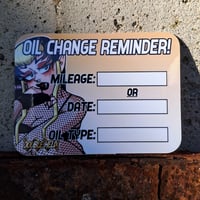 OIL CHANGE REMINDER!
MILEAGE:
OR
DATE:
OIL TYPE: